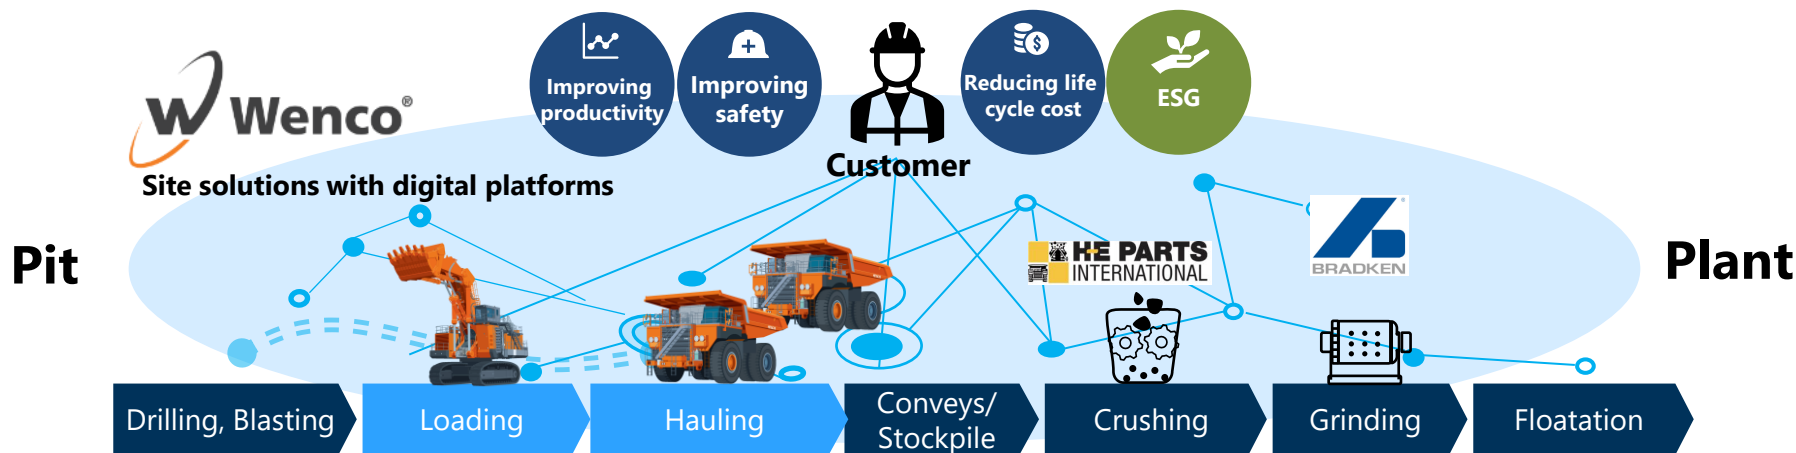 Improving
productivity
Improving
safety
Reducing life
cycle cost
ESG
W Wenco®
Customer
Site solutions with digital platforms
Pit
H-E PARTS
INTERNATIONAL
BRADKEN®
Plant
Drilling, Blasting
Loading
Hauling
Conveys/
Stockpile
Crushing
Grinding
Floatation